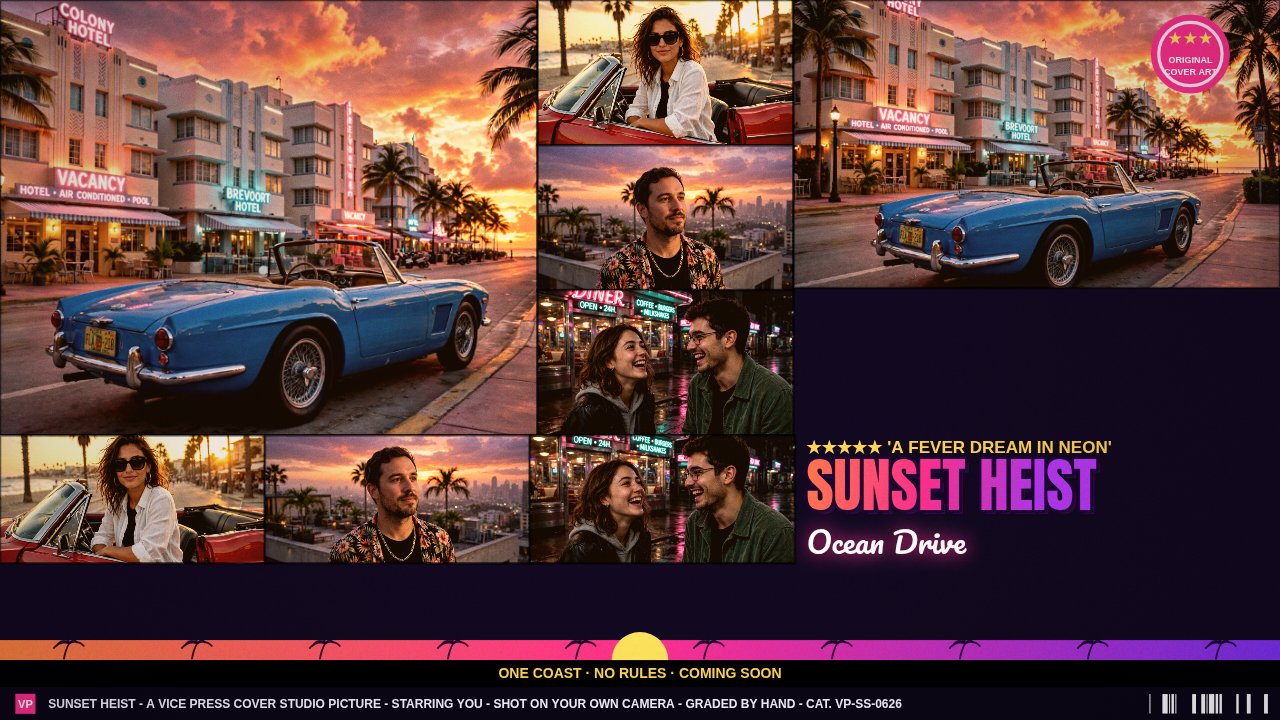 COLONY
HOTEL
VACANCY
HOTEL · AIR CONDITIONED · POOL
BREVOORT
HOTEL
VACANCY
HOTEL
VACANCY
HOTEL · AIR CONDITIONED · POOL
BREVOORT
HOTEL
★★★
ORIGINAL
COVER ART
DINER
OPEN · 24H
COFFEE · BURGERS
· MILKSHAKES
OPEN · 24H
COFFEE · BURGERS
· MILKSHAKES
★★★★★ 'A FEVER DREAM IN NEON'
SUNSET HEIST
Ocean Drive
ONE COAST · NO RULES · COMING SOON
VP SUNSET HEIST - A VICE PRESS COVER STUDIO PICTURE - STARRING YOU - SHOT ON YOUR OWN CAMERA - GRADED BY HAND - CAT. VP-SS-0626